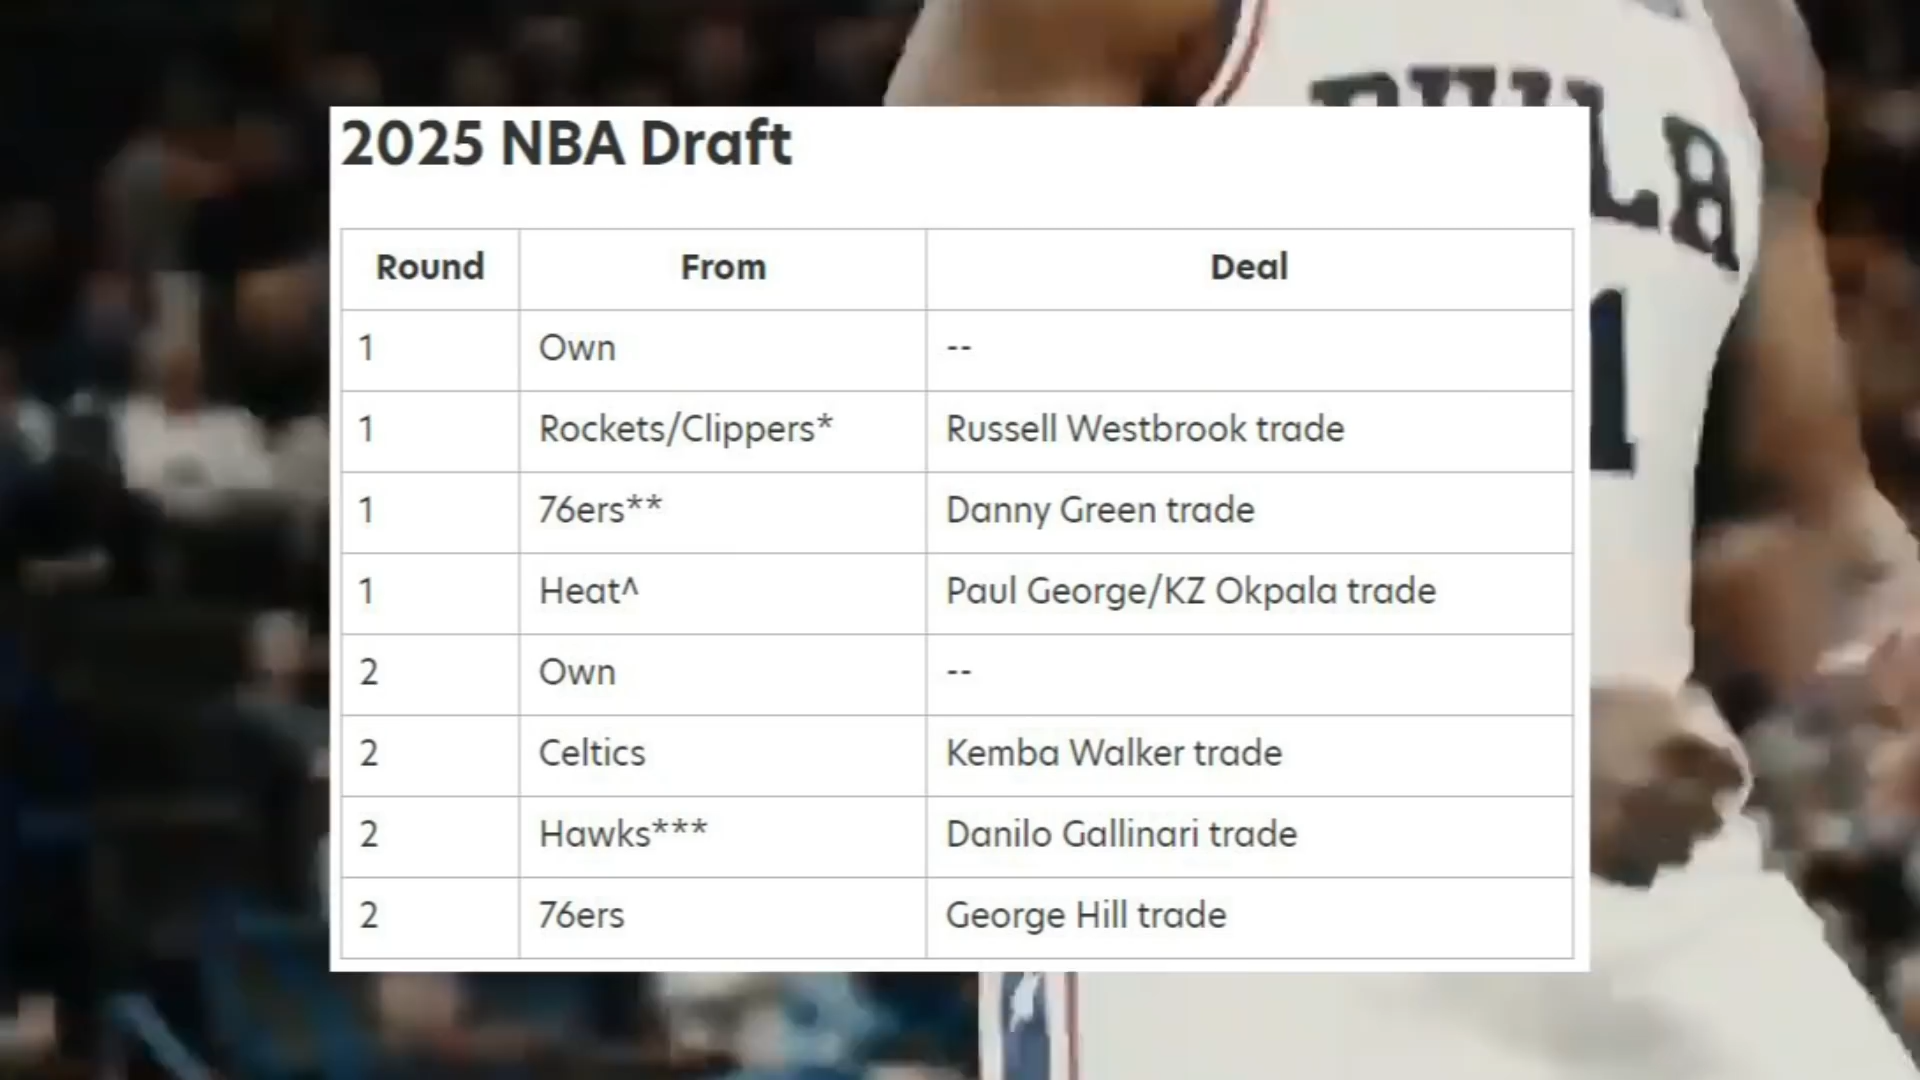 PHILA
1
2025 NBA Draft
Round From Deal
1 Own --
1 Rockets/Clippers* Russell Westbrook trade
1 76ers** Danny Green trade
1 Heat^ Paul George/KZ Okpala trade
2 Own --
2 Celtics Kemba Walker trade
2 Hawks*** Danilo Gallinari trade
2 76ers George Hill trade